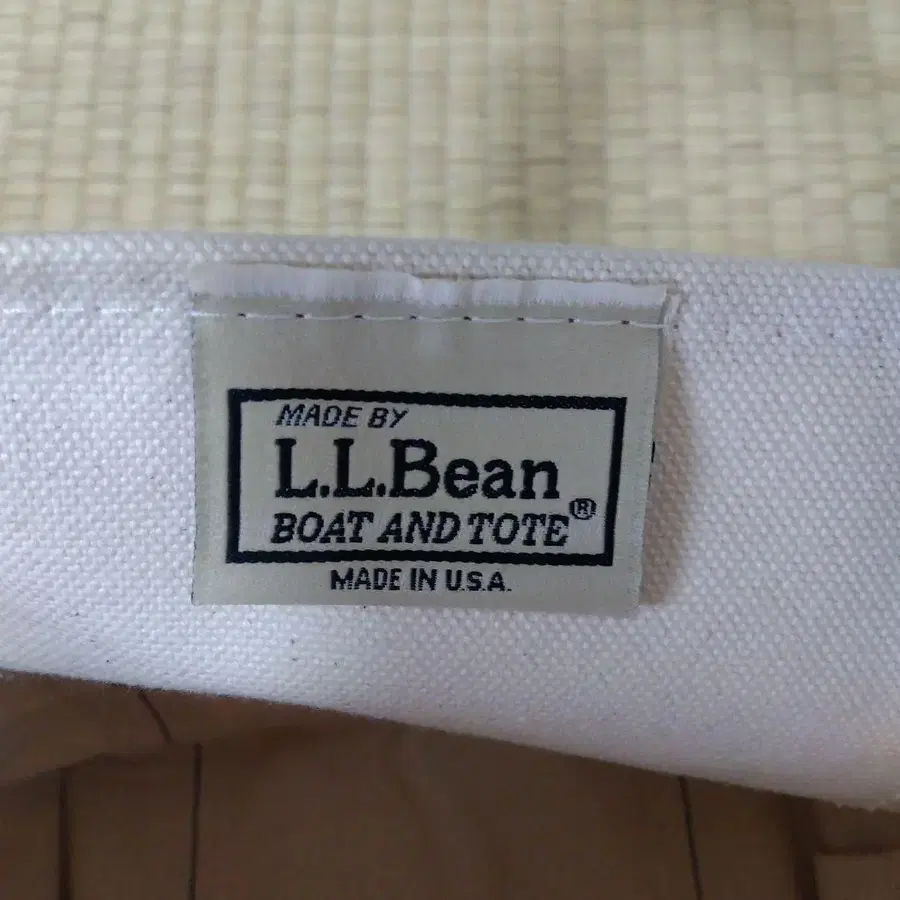 MADE BY
L.L.Bean
BOAT AND TOTE®
MADE IN U.S.A.